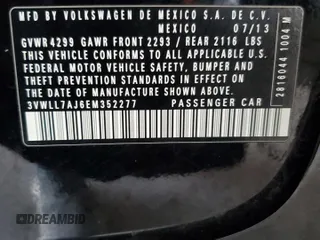 MFD BY VOLKSWAGEN DE MEXICO S.A. DE C.V.
MEXICO 07/13
GVWR 4299 GAWR FRONT 2293 / REAR 2116 LBS
THIS VEHICLE CONFORMS TO ALL APPLICABLE U.S.
FEDERAL MOTOR VEHICLE SAFETY, BUMPER, AND
THEFT PREVENTION STANDARDS IN EFFECT ON THE
DATE OF MANUFACTURE SHOWN ABOVE.
3VWLL7AJ6EM352277 PASSENGER CAR
2816044 1004 M
DREAMBID